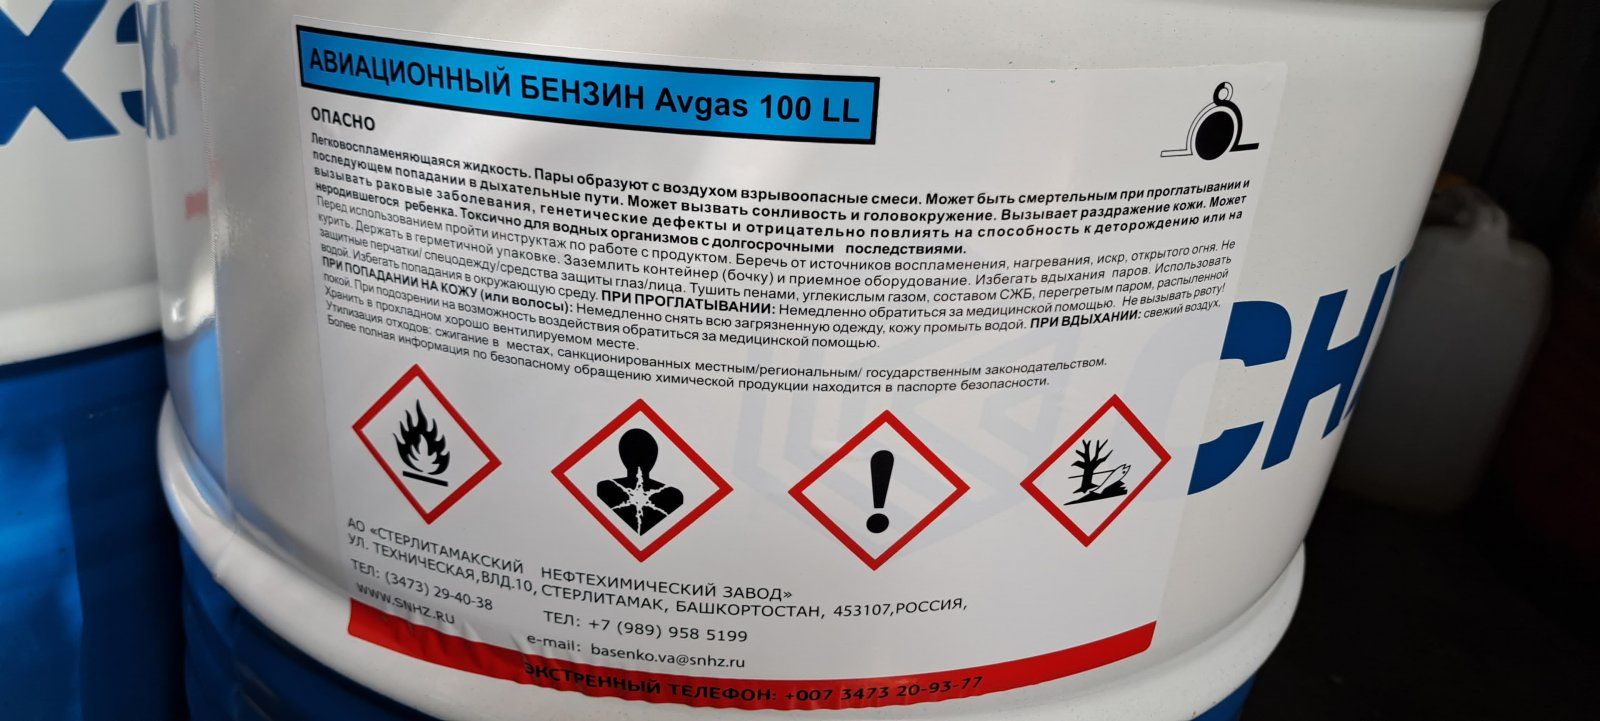 АВИАЦИОННЫЙ БЕНЗИН Avgas 100 LL
ОПАСНО
Легковоспламеняющаяся жидкость. Пары образуют с воздухом взрывоопасные смеси. Может быть смертельным при проглатывании и
последующем попадании в дыхательные пути. Может вызвать сонливость и головокружение. Вызывает раздражение кожи. Может
вызывать раковые заболевания, генетические дефекты и отрицательно повлиять на способность к деторождению или на
неродившегося ребенка. Токсично для водных организмов с долгосрочными последствиями.
Перед использованием пройти инструктаж по работе с продуктом. Беречь от источников воспламенения, нагревания, искр, открытого огня. Не
курить. Держать в герметичной упаковке. Заземлить контейнер (бочку) и приемное оборудование. Избегать вдыхания паров. Использовать
защитные перчатки/ спецодежду/средства защиты глаз/лица. Тушить пенами, углекислым газом, составом СЖБ, перегретым паром, распыленной
водой. Избегать попадания в окружающую среду. ПРИ ПРОГЛАТЫВАНИИ: Немедленно обратиться за медицинской помощью. Не вызывать рвоту!
ПРИ ПОПАДАНИИ НА КОЖУ (или волосы): Немедленно снять всю загрязненную одежду, кожу промыть водой. ПРИ ВДЫХАНИИ: свежий воздух,
покой. При подозрении на возможность воздействия обратиться за медицинской помощью.
Хранить в прохладном хорошо вентилируемом месте.
Утилизация отходов: сжигание в местах, санкционированных местным/региональным/ государственным законодательством.
Более полная информация по безопасному обращению химической продукции находится в паспорте безопасности.
CH
АО «СТЕРЛИТАМАКСКИЙ НЕФТЕХИМИЧЕСКИЙ ЗАВОД»
УЛ. ТЕХНИЧЕСКАЯ,ВЛД.10, СТЕРЛИТАМАК, БАШКОРТОСТАН, 453107,РОССИЯ,
ТЕЛ: (3473) 29-40-38 ТЕЛ: +7 (989) 958 5199
WWW.SNHZ.RU e-mail: basenko.va@snhz.ru
ЭКСТРЕННЫЙ ТЕЛЕФОН: +007 3473 20-93-77